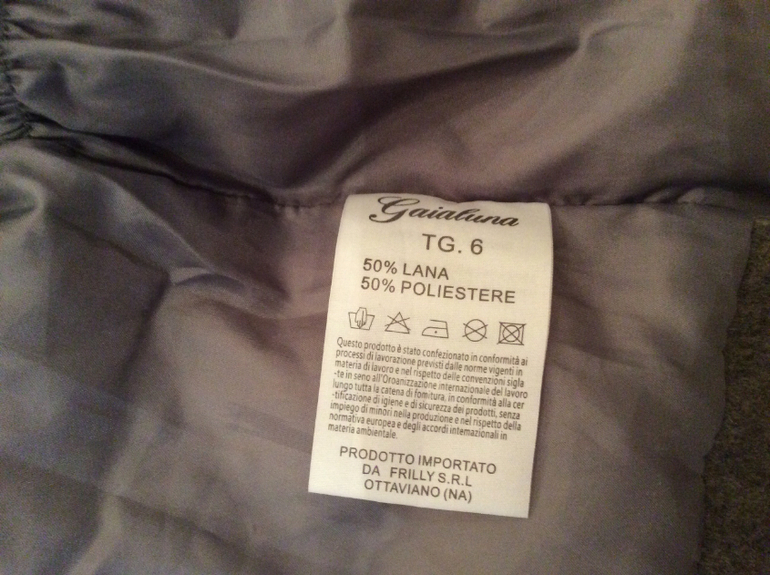 Gaialuna
TG. 6
50% LANA
50% POLIESTERE
Questo prodotto è stato confezionato in conformità ai
processi di lavorazione previsti dalle norme vigenti in
materia di lavoro e nel rispetto delle convenzioni sigla
-te in seno all'Oroanizzazione internazionale del lavoro
lungo tutta la catena di fomitura, in conformità alla cer
-tificazione di igiene e di sicurezza dei prodotti, senza
impiego di minori nella produzione e nel rispetto della
normativa europea e degli accordi internazionali in
materia ambientale.
PRODOTTO IMPORTATO
DA FRILLY S.R.L
OTTAVIANO (NA)